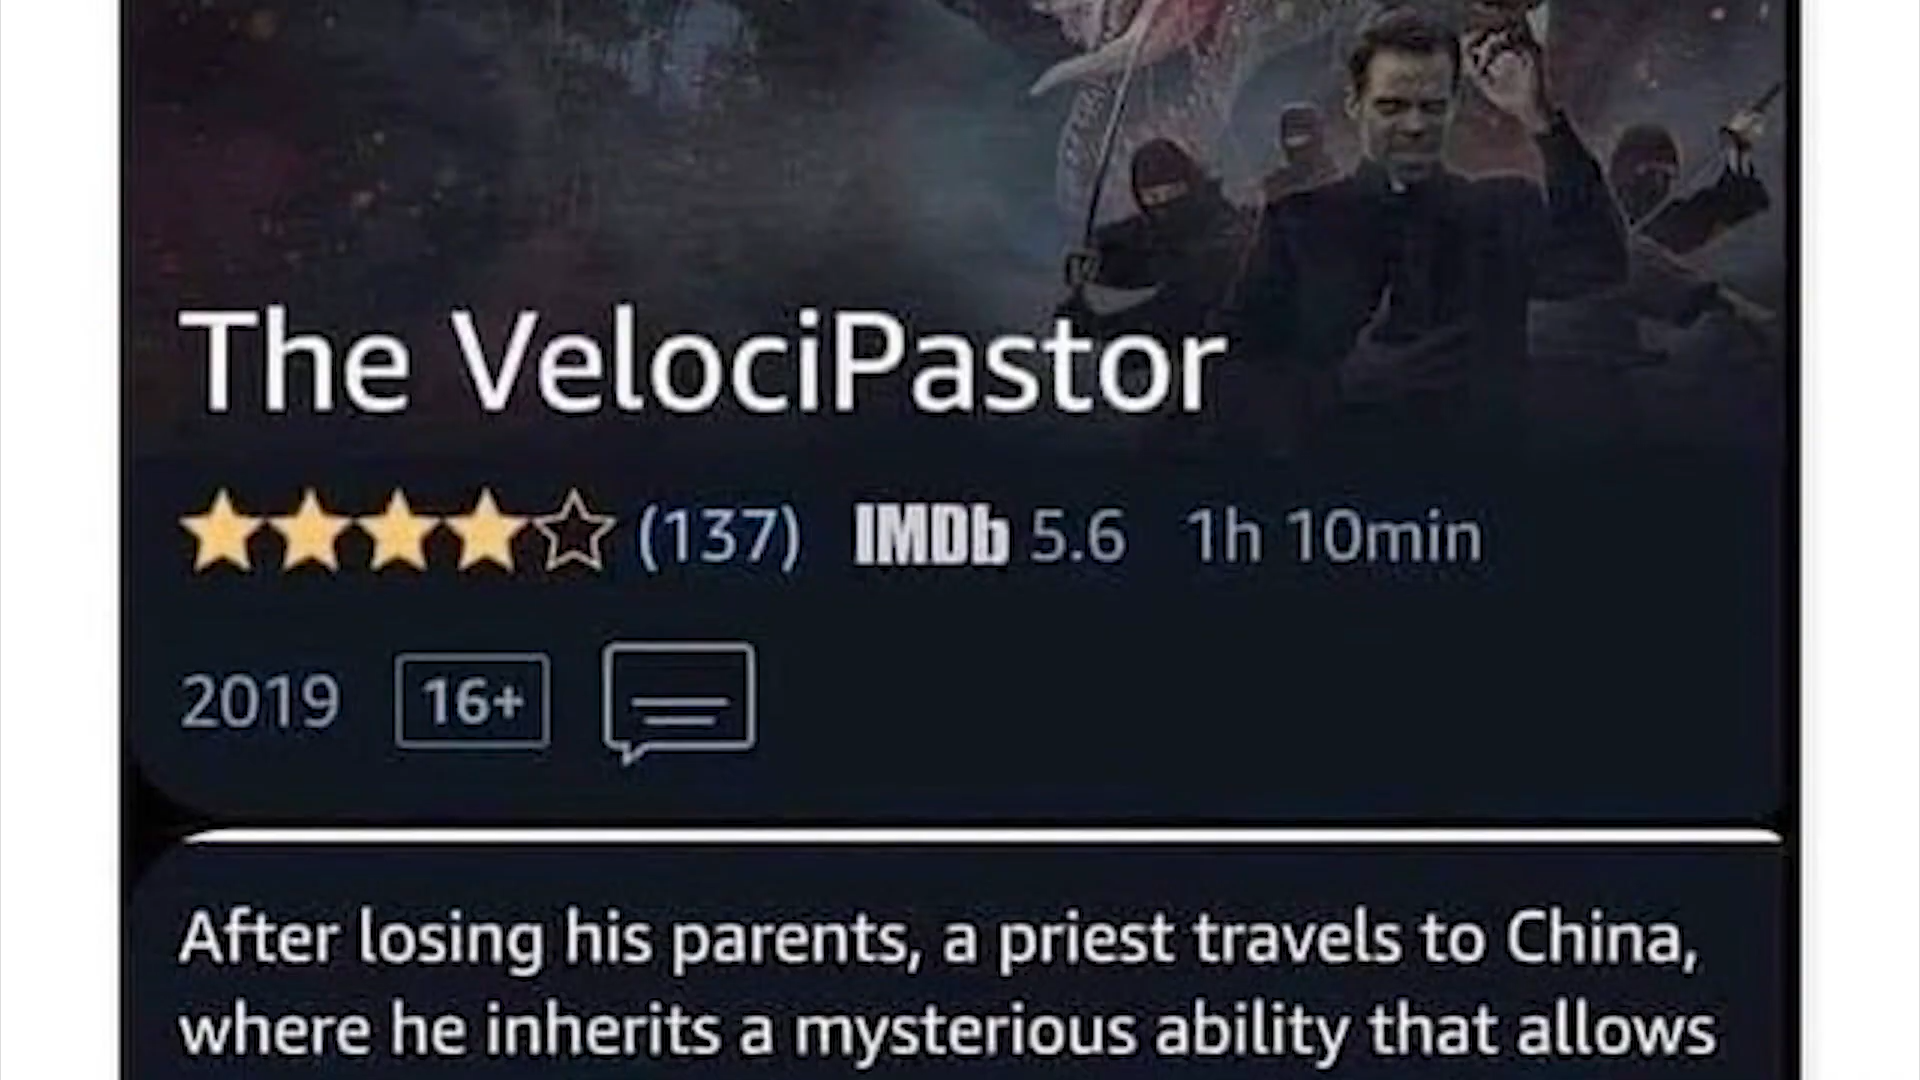 The VelociPastor
(137) IMDb 5.6 1h 10min
2019 16+
After losing his parents, a priest travels to China,
where he inherits a mysterious ability that allows